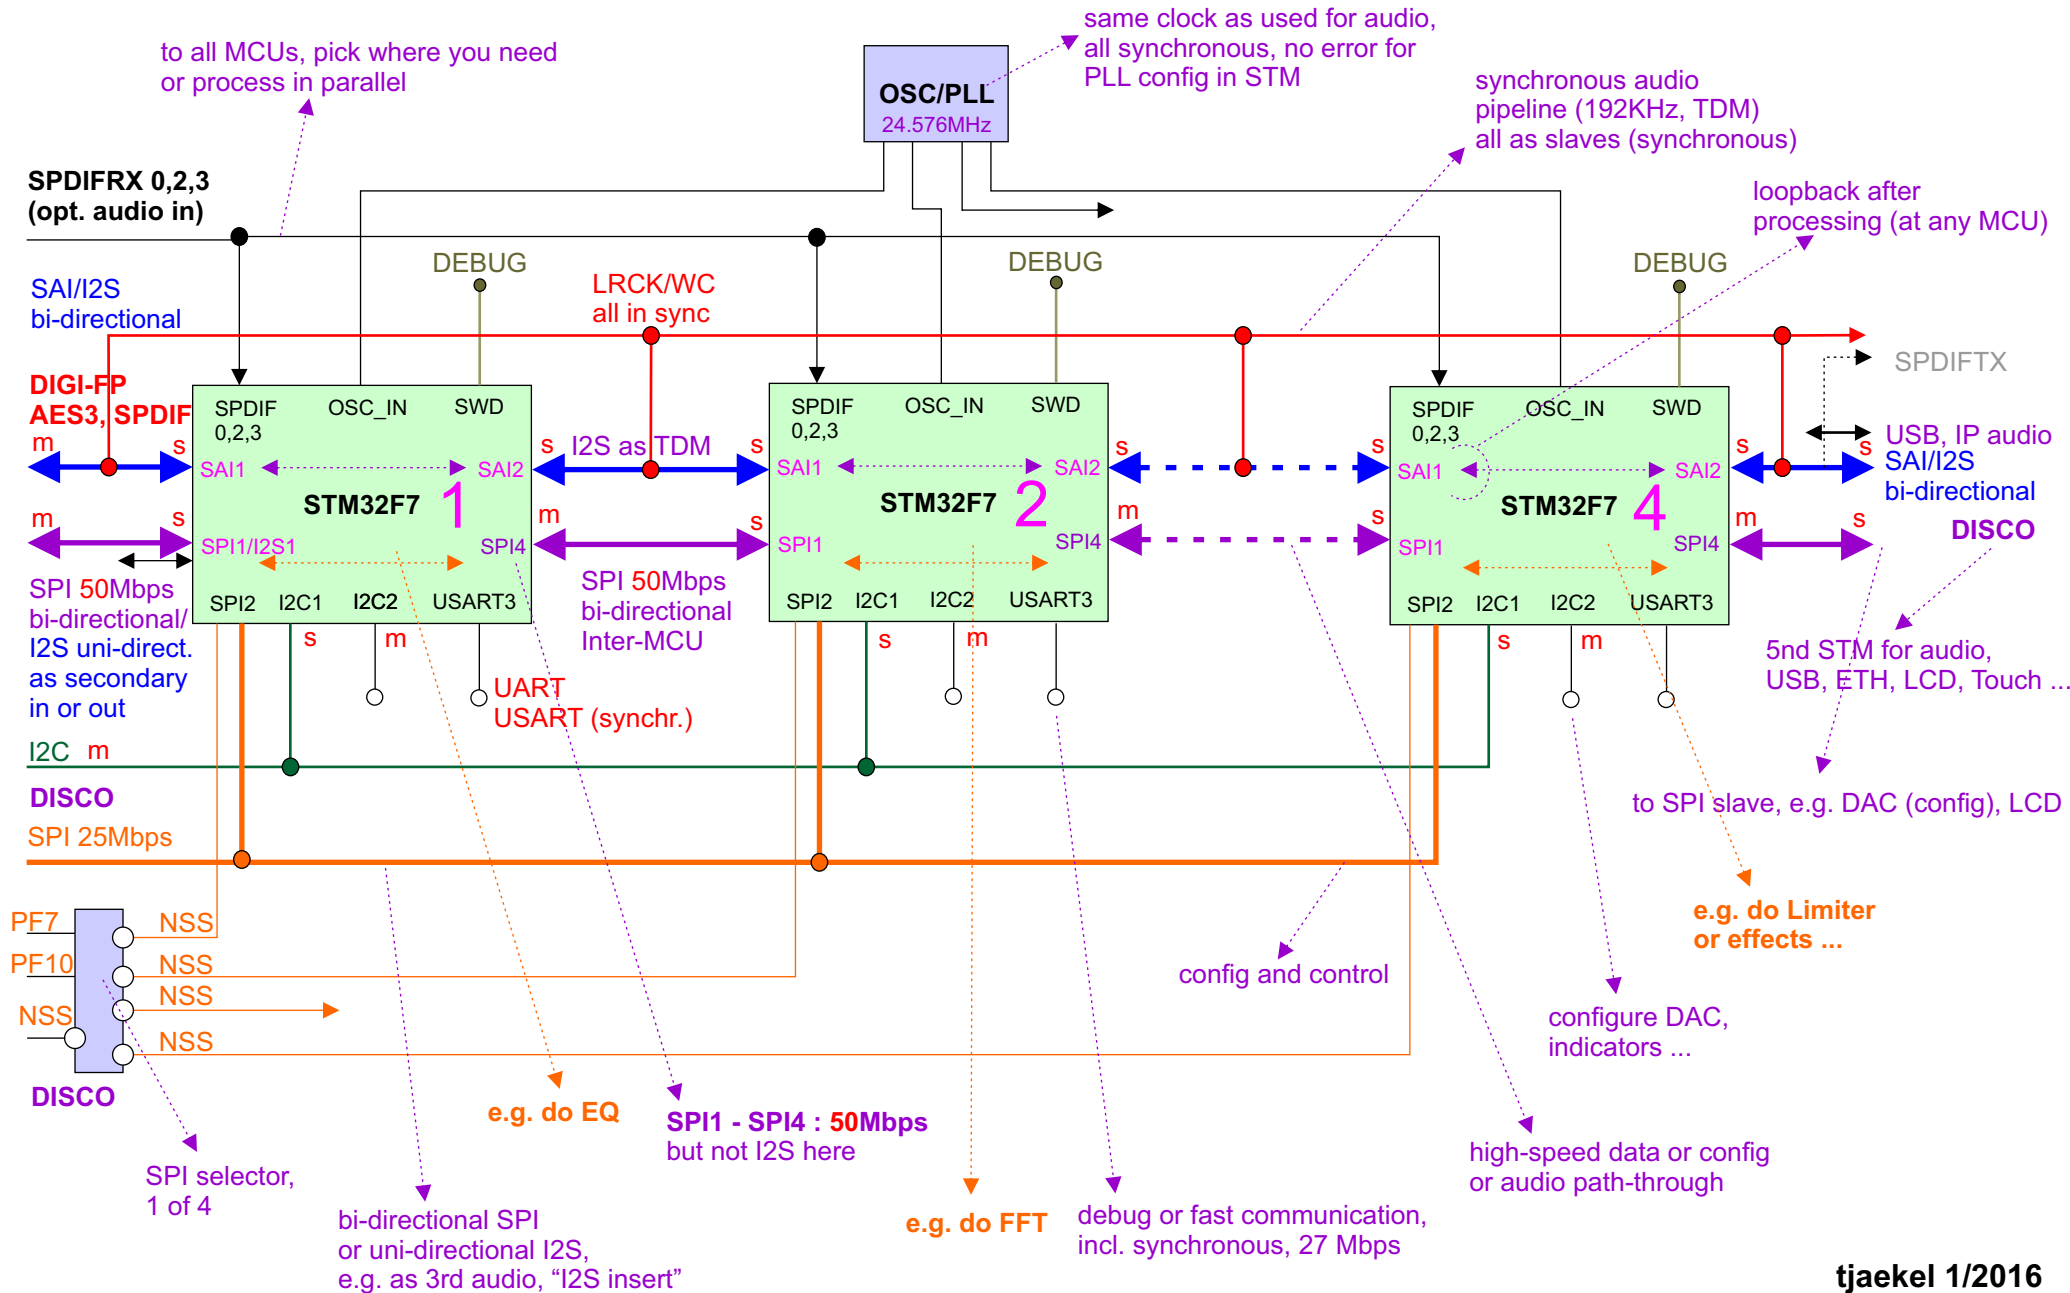 same clock as used for audio,
all synchronous, no error for
PLL config in STM
to all MCUs, pick where you need
or process in parallel
OSC/PLL
24.576MHz
synchronous audio
pipeline (192KHz, TDM)
all as slaves (synchronous)
SPDIFRX 0,2,3
(opt. audio in)
loopback after
processing (at any MCU)
DEBUG
DEBUG
DEBUG
SAI/I2S
bi-directional
LRCK/WC
all in sync
SPDIFTX
DIGI-FP
AES3, SPDIF
m
s
SPDIF
0,2,3
OSC_IN
SWD
SAI1
SAI2
STM32F7
1
SPI1/I2S1
SPI4
SPI2
I2C1
I2C2
USART3
s
I2S as TDM
SPDIF
0,2,3
OSC_IN
SWD
SAI1
SAI2
STM32F7
2
SPI1
SPI4
SPI2
I2C1
I2C2
USART3
s
s
SPDIF
0,2,3
OSC_IN
SWD
SAI1
SAI2
STM32F7
4
SPI1
SPI4
SPI2
I2C1
I2C2
USART3
s
s
s
USB, IP audio
SAI/I2S
bi-directional
m
s
m
s
m
s
m
s
DISCO
SPI 50Mbps
bi-directional/
I2S uni-direct.
as secondary
in or out
SPI 50Mbps
bi-directional
Inter-MCU
s
m
s
m
s
m
UART
USART (synchr.)
5nd STM for audio,
USB, ETH, LCD, Touch ...
I2C m
DISCO
SPI 25Mbps
to SPI slave, e.g. DAC (config), LCD
e.g. do Limiter
or effects ...
PF7
PF10
NSS
NSS
NSS
NSS
NSS
DISCO
config and control
configure DAC,
indicators ...
e.g. do EQ
SPI1 - SPI4 : 50Mbps
but not I2S here
high-speed data or config
or audio path-through
SPI selector,
1 of 4
bi-directional SPI
or uni-directional I2S,
e.g. as 3rd audio, “I2S insert”
e.g. do FFT
debug or fast communication,
incl. synchronous, 27 Mbps
tjaekel 1/2016